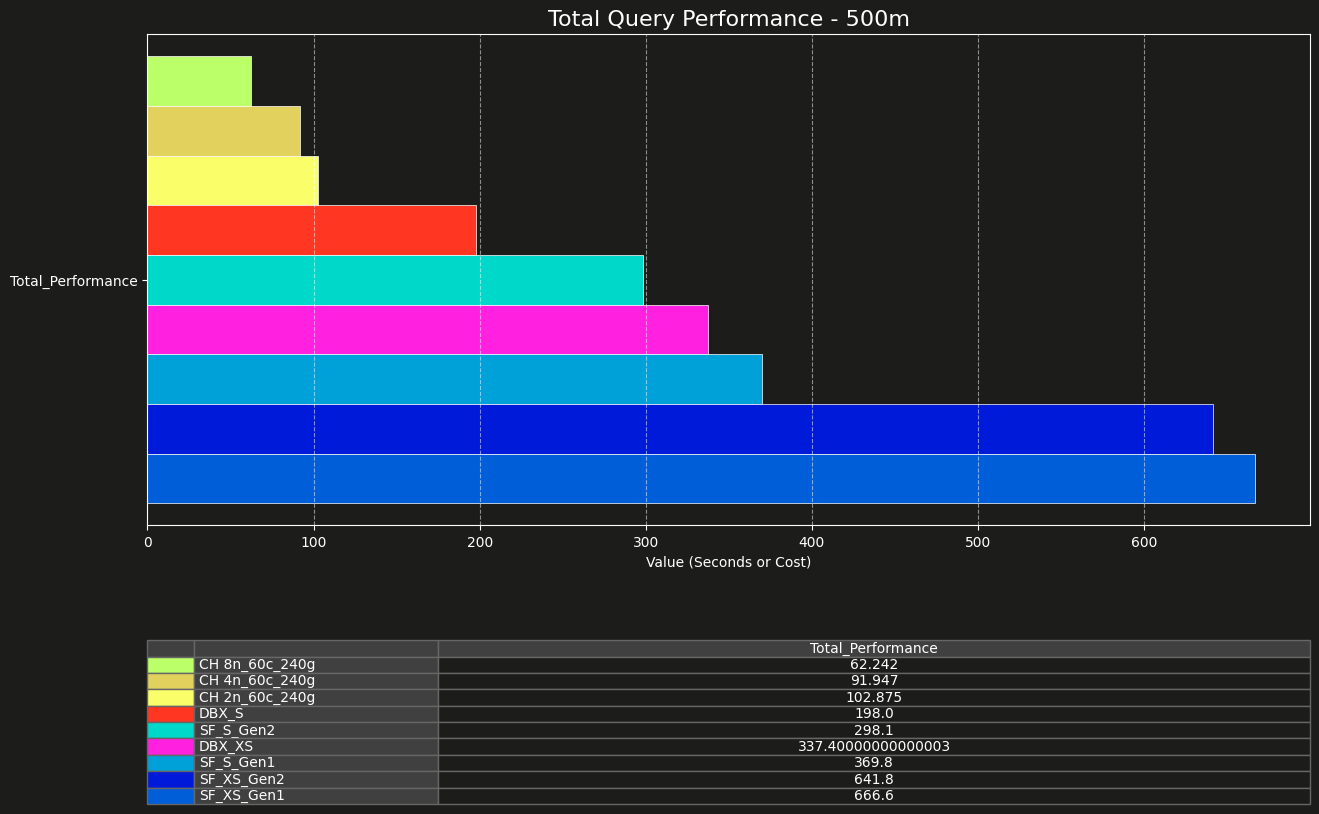 Total Query Performance - 500m
Total_Performance
0 100 200 300 400 500 600
Value (Seconds or Cost)
Total_Performance
CH 8n_60c_240g 62.242
CH 4n_60c_240g 91.947
CH 2n_60c_240g 102.875
DBX_S 198.0
SF_S_Gen2 298.1
DBX_XS 337.40000000000003
SF_S_Gen1 369.8
SF_XS_Gen2 641.8
SF_XS_Gen1 666.6